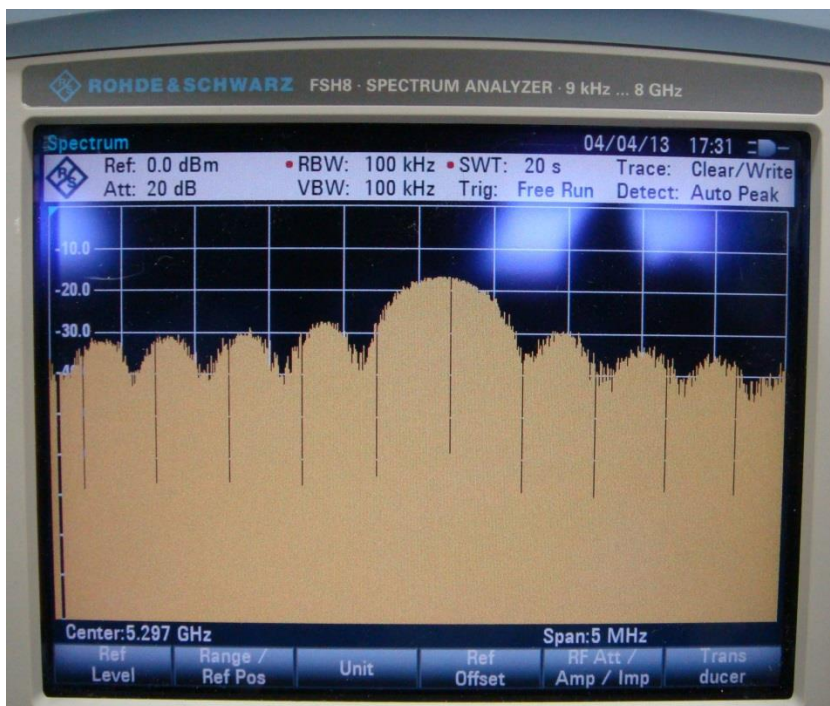 ROHDE&SCHWARZ FSH8 · SPECTRUM ANALYZER · 9 kHz ... 8 GHz
Spectrum 04/04/13 17:31
Ref: 0.0 dBm RBW: 100 kHz SWT: 20 s Trace: Clear/Write
Att: 20 dB VBW: 100 kHz Trig: Free Run Detect: Auto Peak
-10.0
-20.0
-30.0
Center:5.297 GHz Span:5 MHz
Ref Level Range / Ref Pos Unit Ref Offset RF Att / Amp / Imp Trans ducer